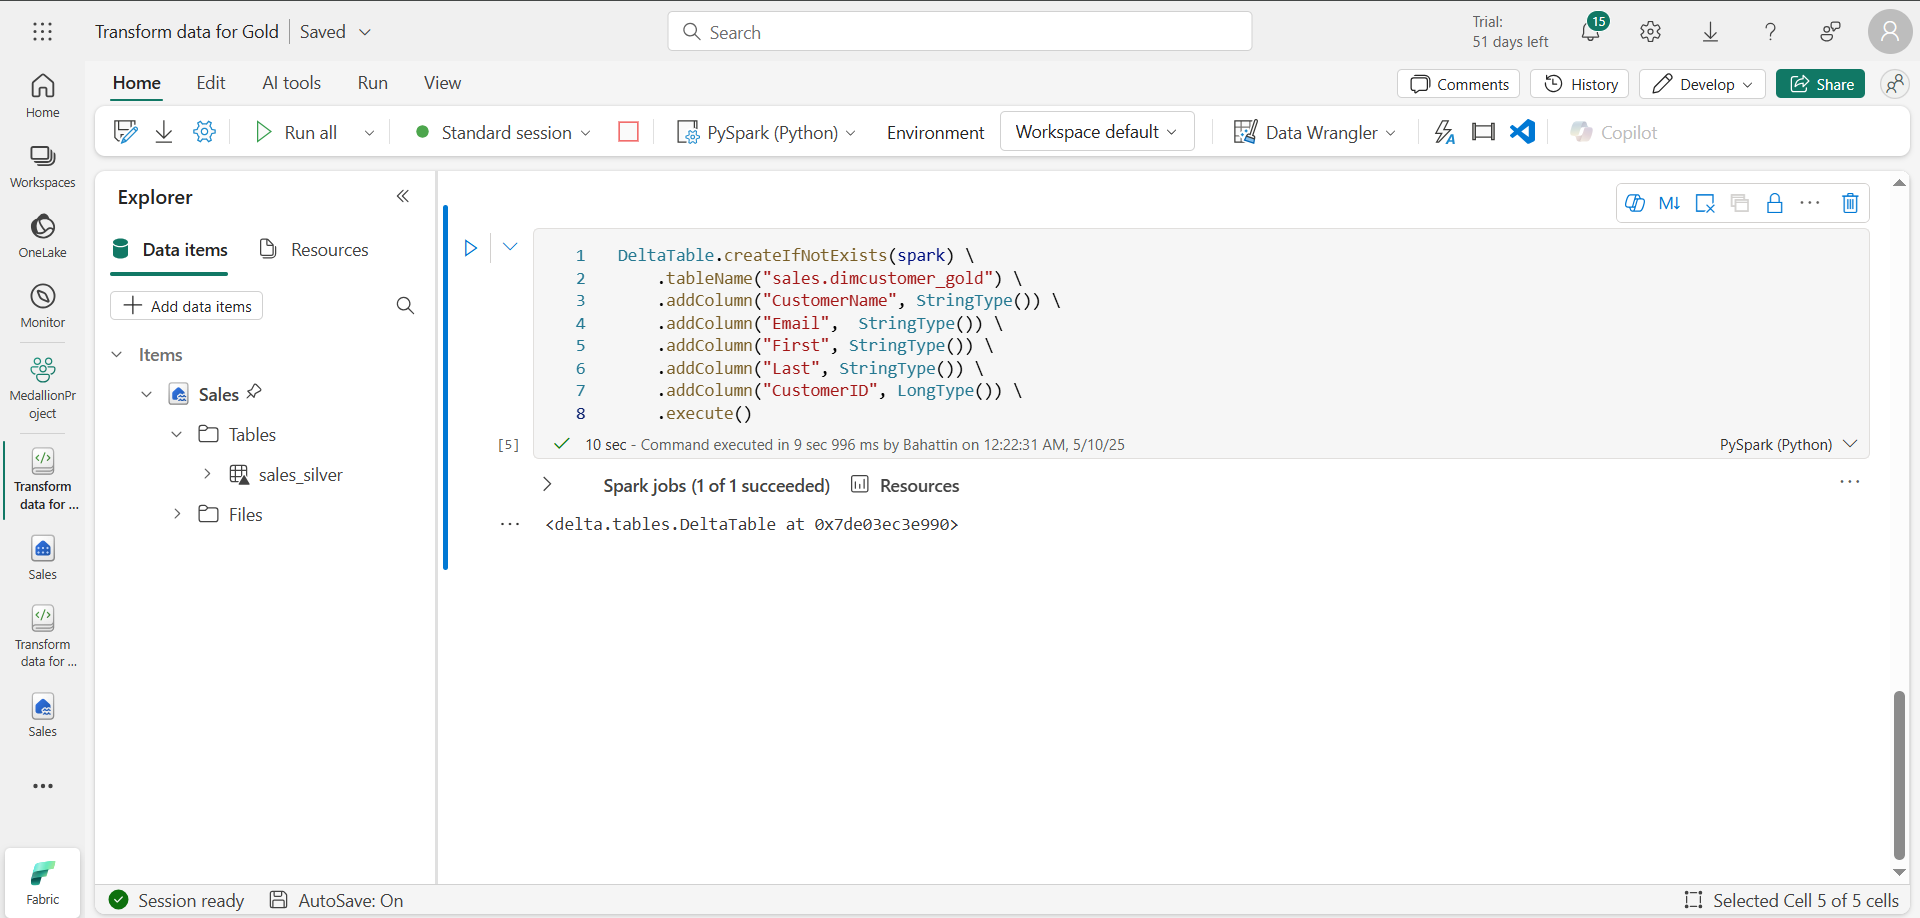 Transform data for Gold | Saved
Search
Trial:
51 days left
15
Home
Edit
AI tools
Run
View
Comments
History
Develop
Share
Run all
Standard session
PySpark (Python)
Environment
Workspace default
Data Wrangler
Copilot
Home
Workspaces
OneLake
Monitor
MedallionPr
oject
Transform
data for ...
Sales
Transform
data for ...
Sales
Fabric
Explorer
Data items
Resources
Add data items
Items
Sales
Tables
sales_silver
Files
M↓
1 DeltaTable.createIfNotExists(spark) \
2 .tableName("sales.dimcustomer_gold") \
3 .addColumn("CustomerName", StringType()) \
4 .addColumn("Email",  StringType()) \
5 .addColumn("First", StringType()) \
6 .addColumn("Last", StringType()) \
7 .addColumn("CustomerID", LongType()) \
8 .execute()
[5]
10 sec - Command executed in 9 sec 996 ms by Bahattin on 12:22:31 AM, 5/10/25
PySpark (Python)
Spark jobs (1 of 1 succeeded)
Resources
<delta.tables.DeltaTable at 0x7de03ec3e990>
Session ready
AutoSave: On
Selected Cell 5 of 5 cells